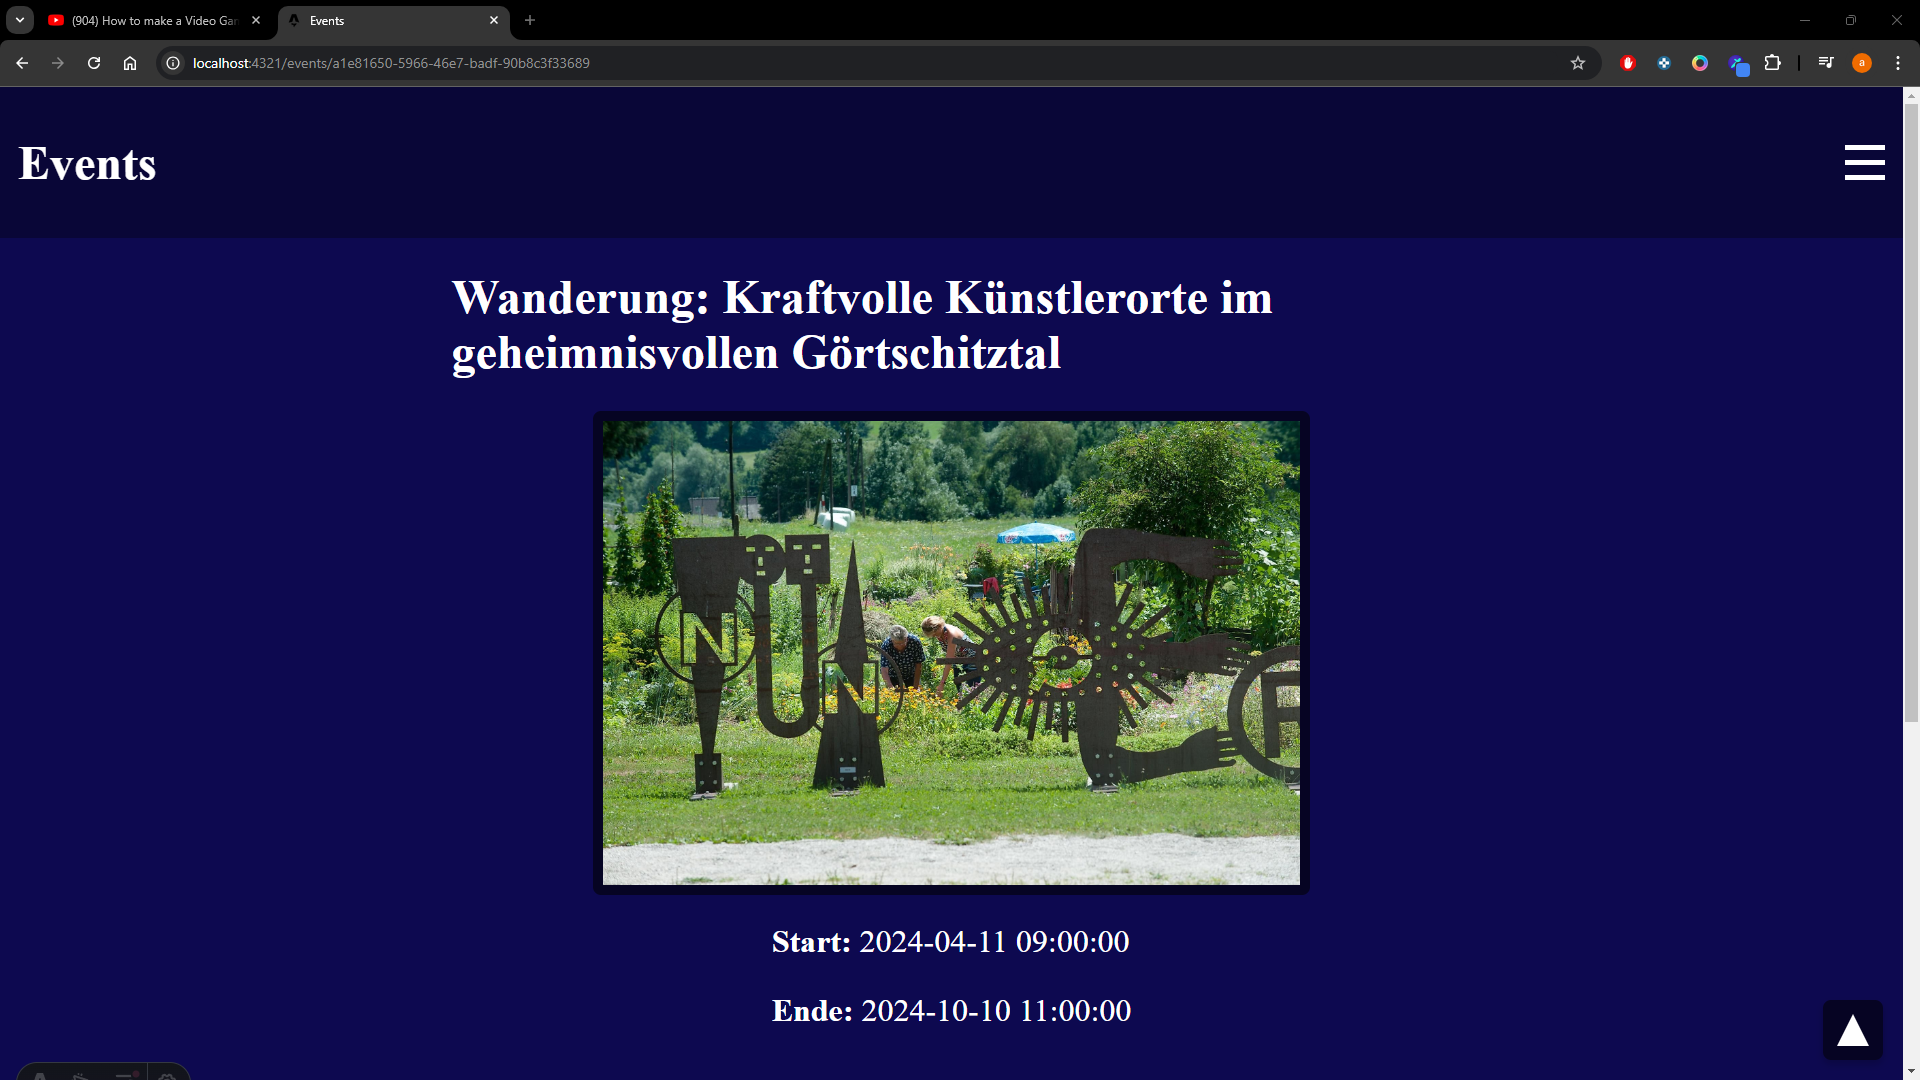 (904) How to make a Video Gar
Events
localhost:4321/events/a1e81650-5966-46e7-badf-90b8c3f33689
a
Events
Wanderung: Kraftvolle Künstlerorte im
geheimnisvollen Görtschitztal
N
U
N
F
Start: 2024-04-11 09:00:00
Ende: 2024-10-10 11:00:00